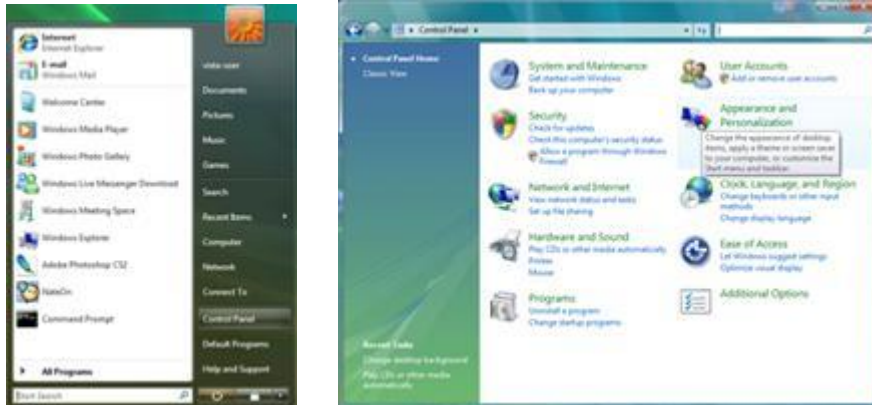 Internet
Internet Explorer
E-mail
Windows Mail
Welcome Center
Windows Media Player
Windows Photo Gallery
Windows Live Messenger Download
Windows Meeting Space
Windows Explorer
Adobe Photoshop CS2
NateOn
Command Prompt
All Programs
Start Search
vista user
Documents
Pictures
Music
Games
Search
Recent Items
Computer
Network
Connect To
Control Panel
Default Programs
Help and Support
Control Panel
Control Panel Home
Classic View
System and Maintenance
Get started with Windows
Back up your computer
Security
Check for updates
Check this computer's security status
Allow a program through Windows
Firewall
Network and Internet
View network status and tasks
Set up file sharing
Hardware and Sound
Play CDs or other media automatically
Printer
Mouse
Programs
Uninstall a program
Change startup programs
User Accounts
Add or remove user accounts
Appearance and
Personalization
Change the appearance of desktop
items, apply a theme or screen saver
to your computer, or customize the
Start menu and taskbar.
Clock, Language, and Region
Change keyboards or other input
methods
Change display language
Ease of Access
Let Windows suggest settings
Optimize visual display
Additional Options
Recent Tasks
Change desktop background
Play CDs or other media
automatically